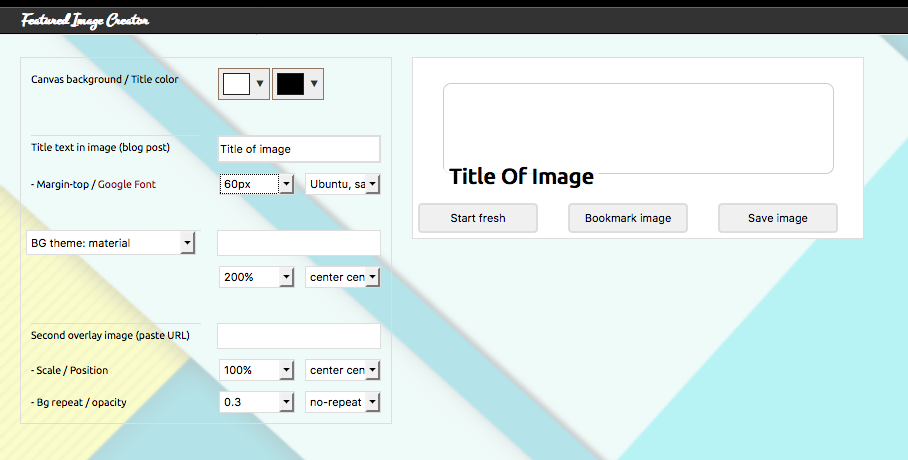 Featured Image Creator
Canvas background / Title color
Title text in image (blog post)
Title of image
- Margin-top / Google Font
60px
Ubuntu, sa
BG theme: material
200%
center cen
Second overlay image (paste URL)
- Scale / Position
100%
center cen
- Bg repeat / opacity
0.3
no-repeat
Title Of Image
Start fresh
Bookmark image
Save image